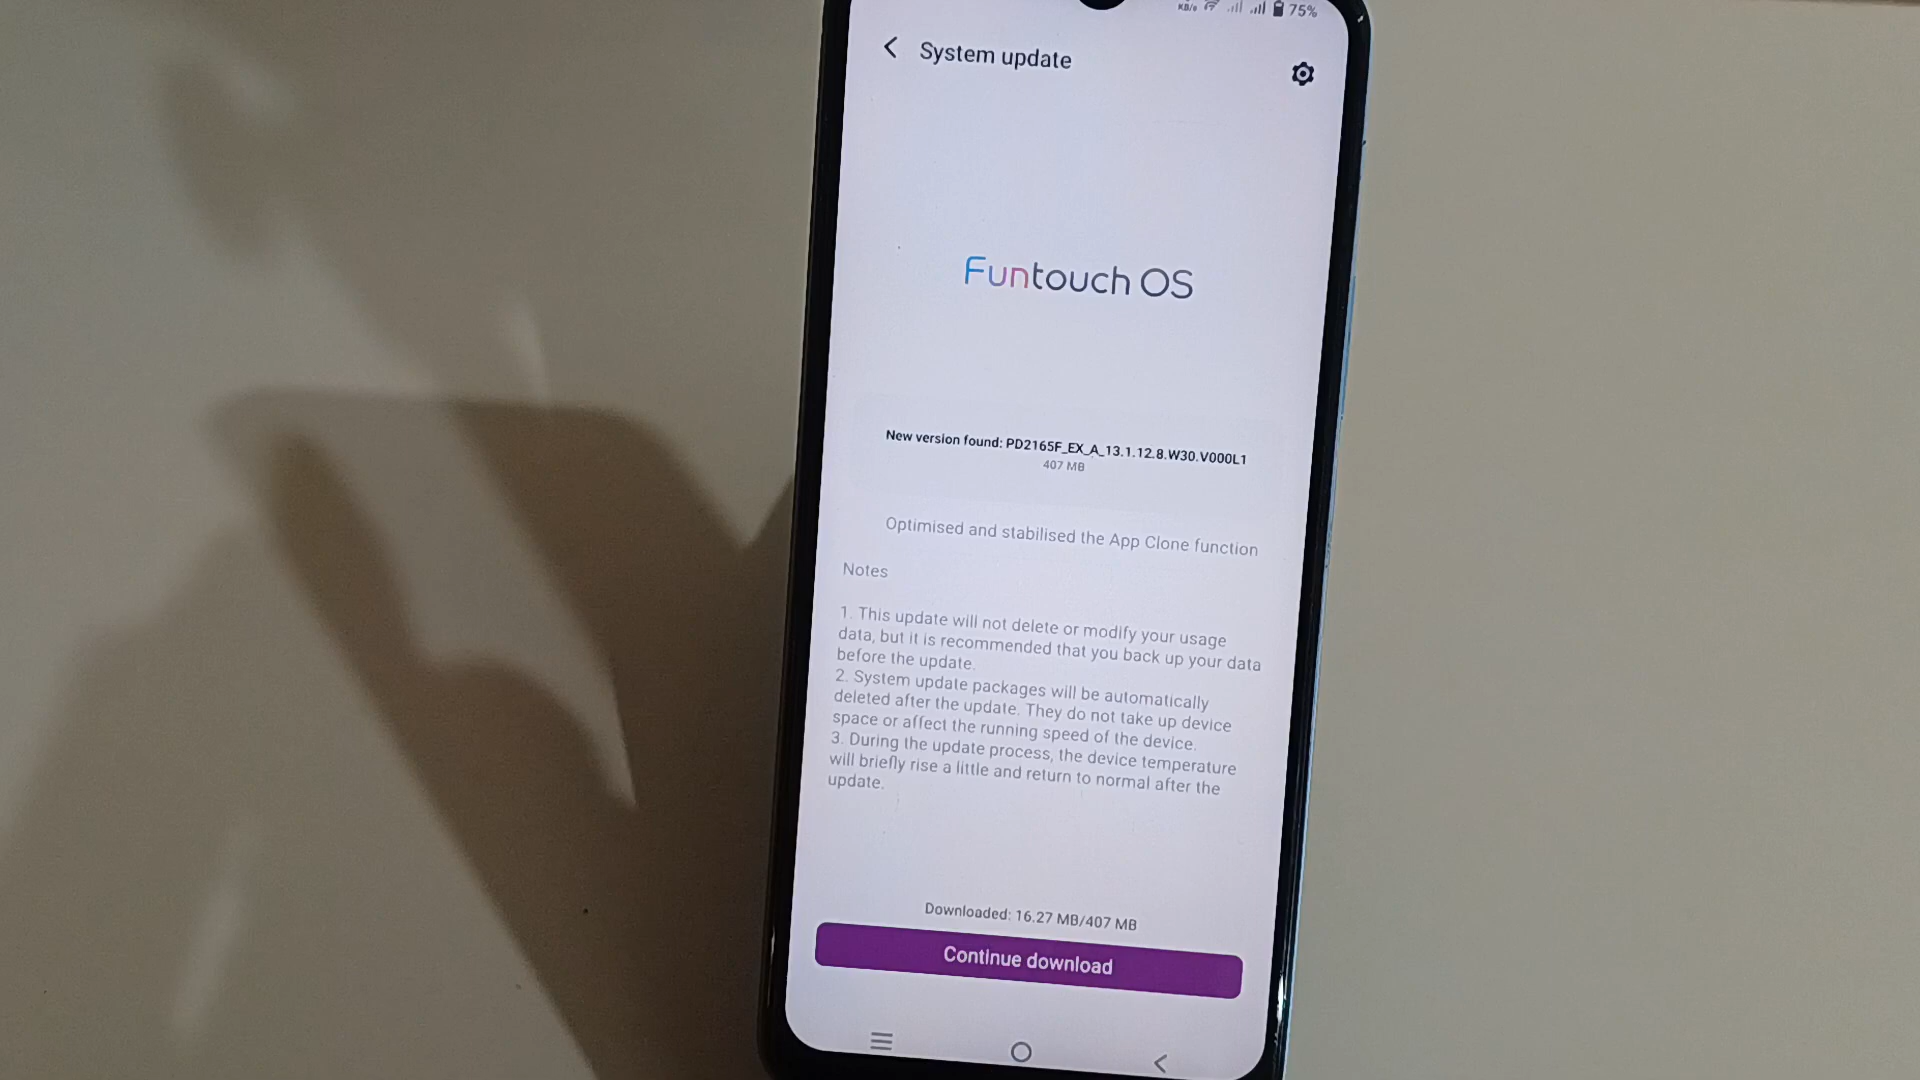 KB/s 75%
System update
Funtouch OS
New version found: PD2165F_EX_A_13.1.12.8.W30.V000L1
407 MB
Optimised and stabilised the App Clone function
Notes
1. This update will not delete or modify your usage
data, but it is recommended that you back up your data
before the update.
2. System update packages will be automatically
deleted after the update. They do not take up device
space or affect the running speed of the device.
3. During the update process, the device temperature
will briefly rise a little and return to normal after the
update.
Downloaded: 16.27 MB/407 MB
Continue download